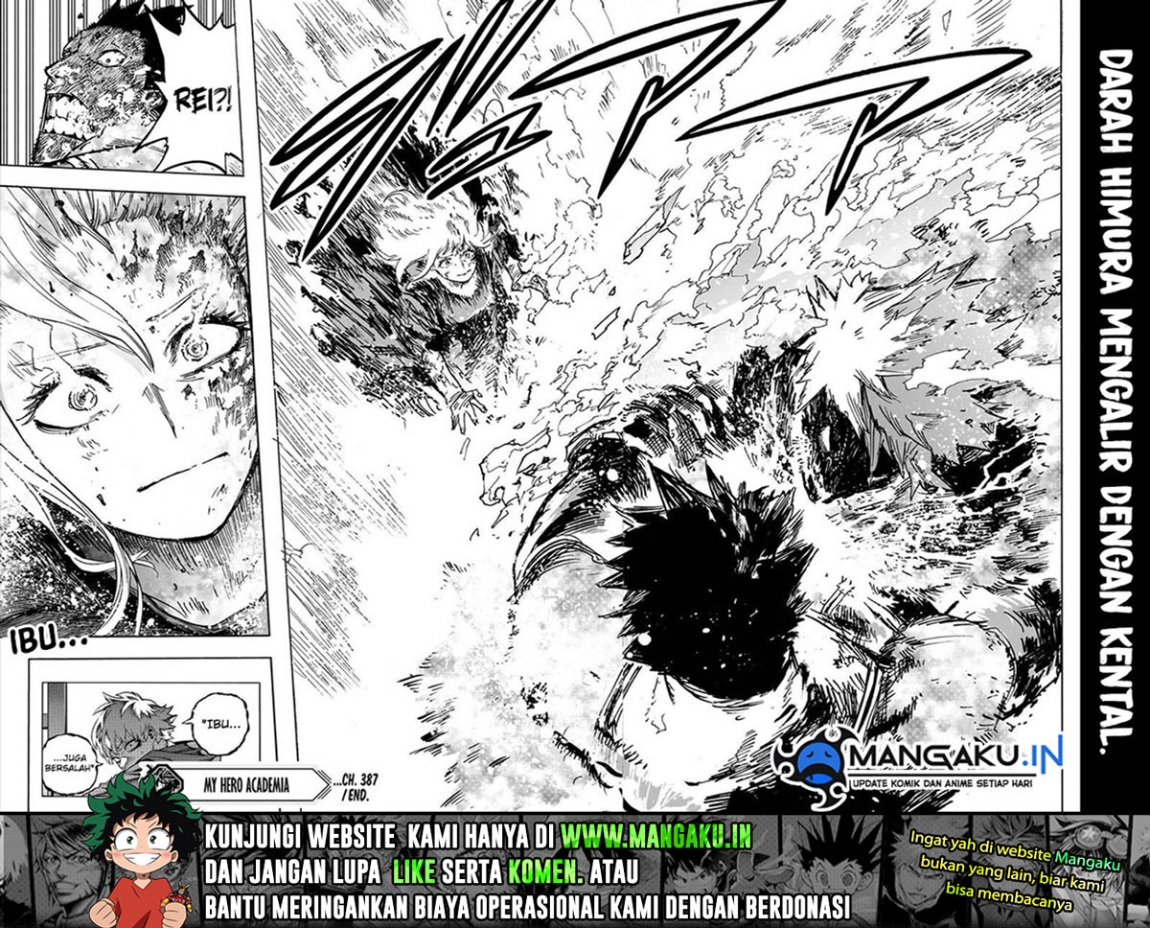 REI?!
DARAH HIMURA MENGALIR DENGAN KENTAL.
IBU...
"IBU...
...JUGA
BERSALAH"
MY HERO ACADEMIA
...CH. 387
/ END.
MANGAKU.IN
UPDATE KOMIK DAN ANIME SETIAP HARI
KUNJUNGI WEBSITE KAMI HANYA DI WWW.MANGAKU.IN
DAN JANGAN LUPA LIKE SERTA KOMEN. ATAU
BANTU MERINGANKAN BIAYA OPERASIONAL KAMI DENGAN BERDONASI
Ingat yah di website Mangaku
bukan yang lain, biar kami
bisa membacanya